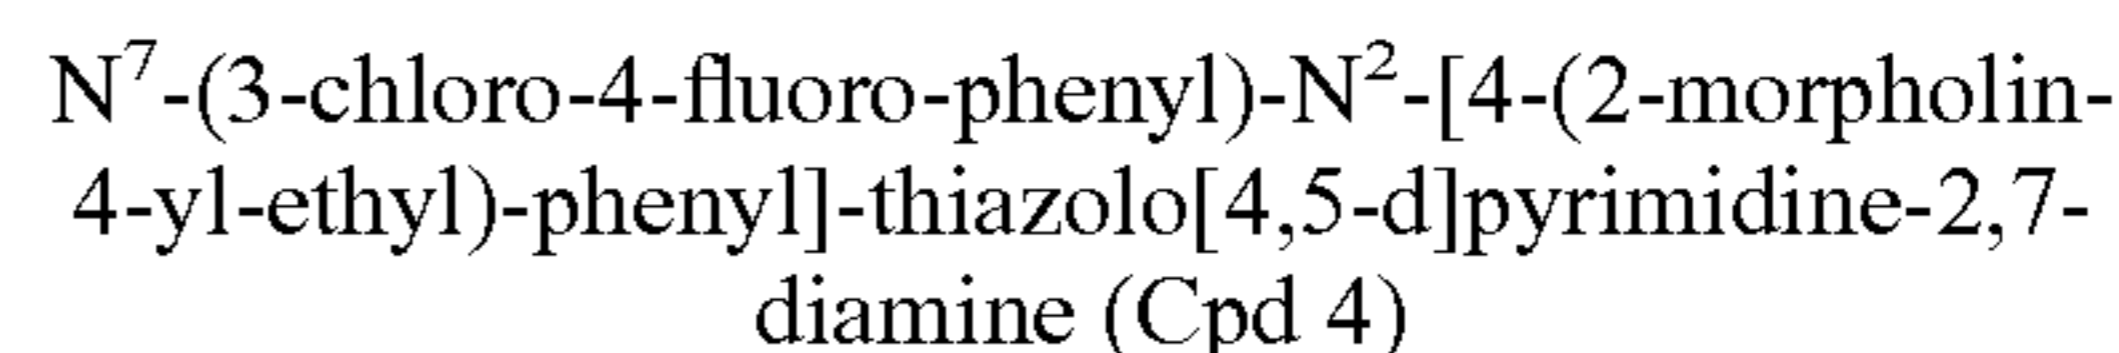 N⁷-(3-chloro-4-fluoro-phenyl)-N²-[4-(2-morpholin-
4-yl-ethyl)-phenyl]-thiazolo[4,5-d]pyrimidine-2,7-
diamine (Cpd 4)